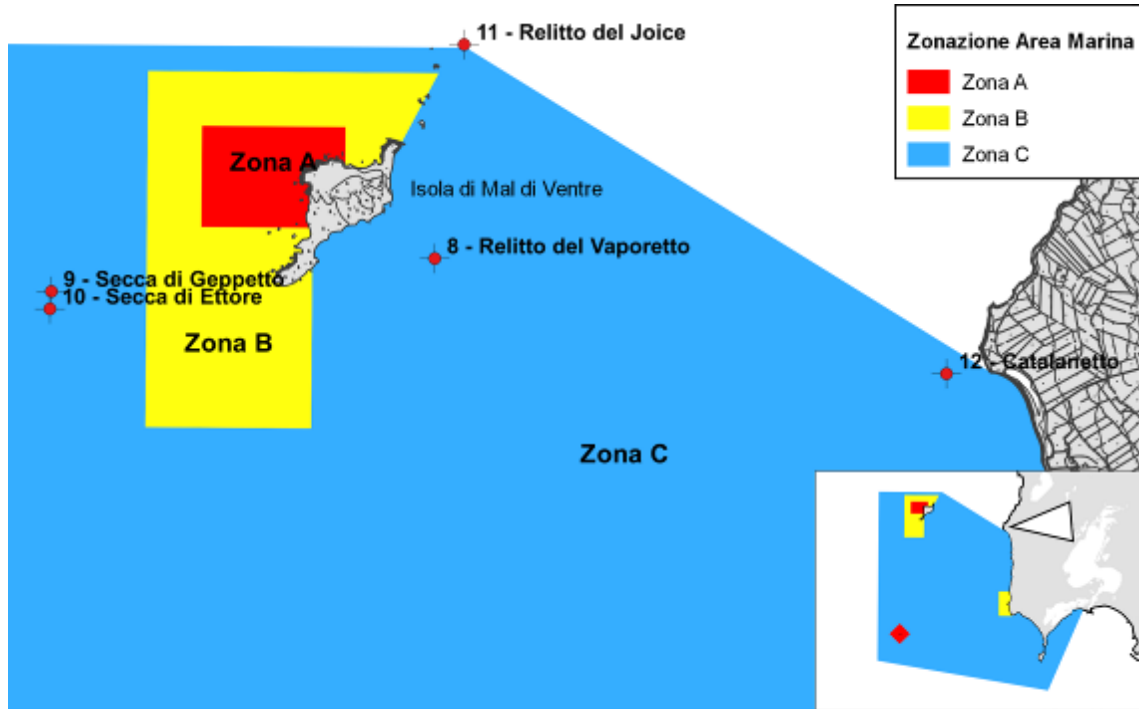 11 - Relitto del Joice
Zonazione Area Marina
Zona A
Zona B
Zona C
Zona A
Isola di Mal di Ventre
8 - Relitto del Vaporetto
9 - Secca di Geppetto
10 - Secca di Ettore
Zona B
12 - Catalanetto
Zona C